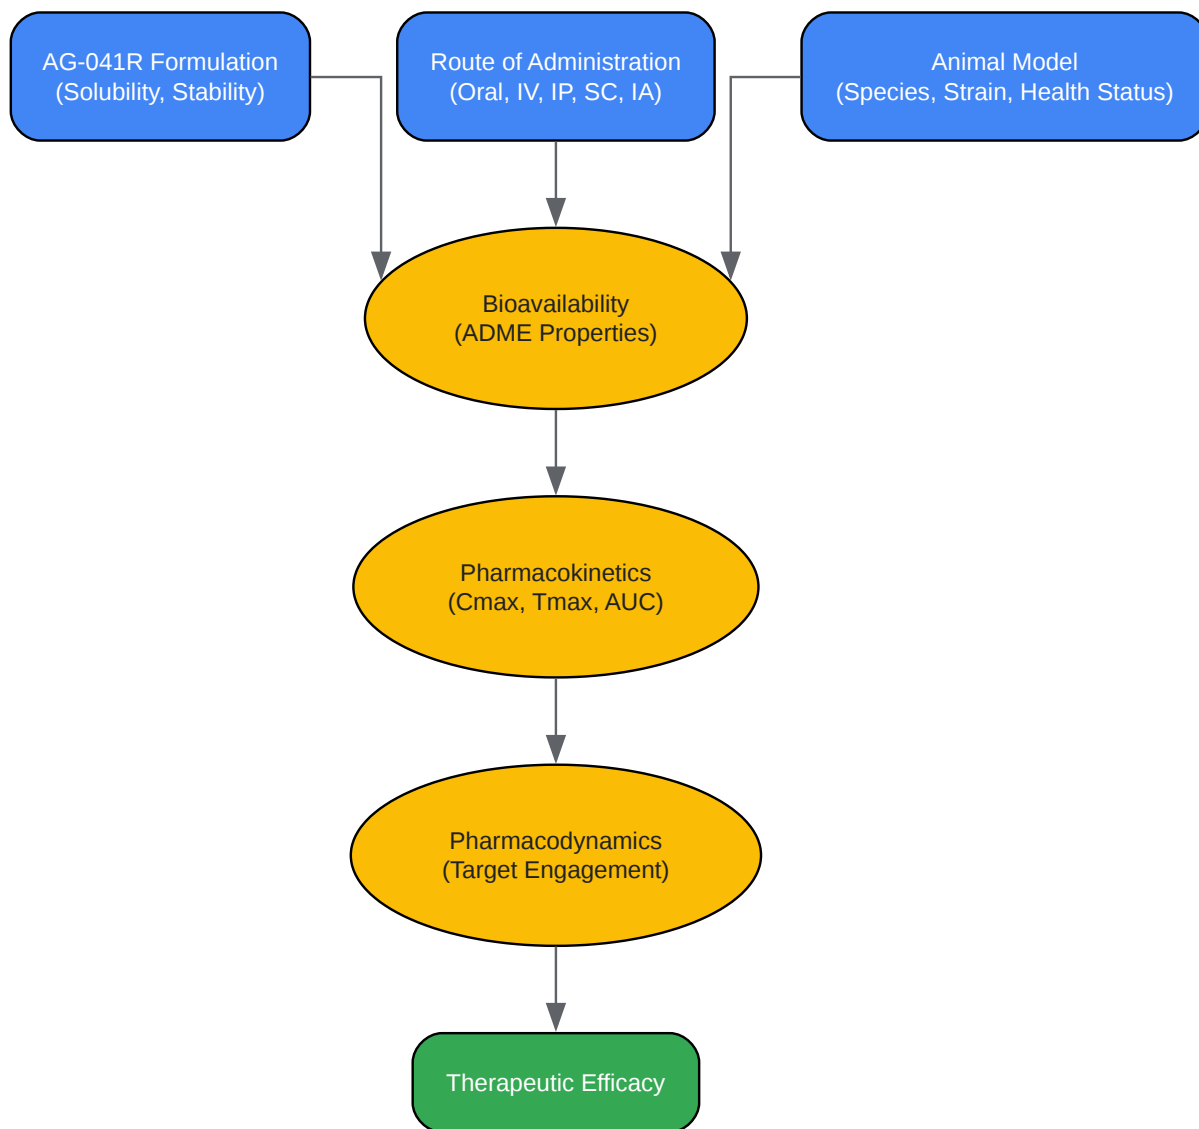 AG-041R Formulation
(Solubility, Stability)
Route of Administration
(Oral, IV, IP, SC, IA)
Animal Model
(Species, Strain, Health Status)
Bioavailability
(ADME Properties)
Pharmacokinetics
(Cmax, Tmax, AUC)
Pharmacodynamics
(Target Engagement)
Therapeutic Efficacy